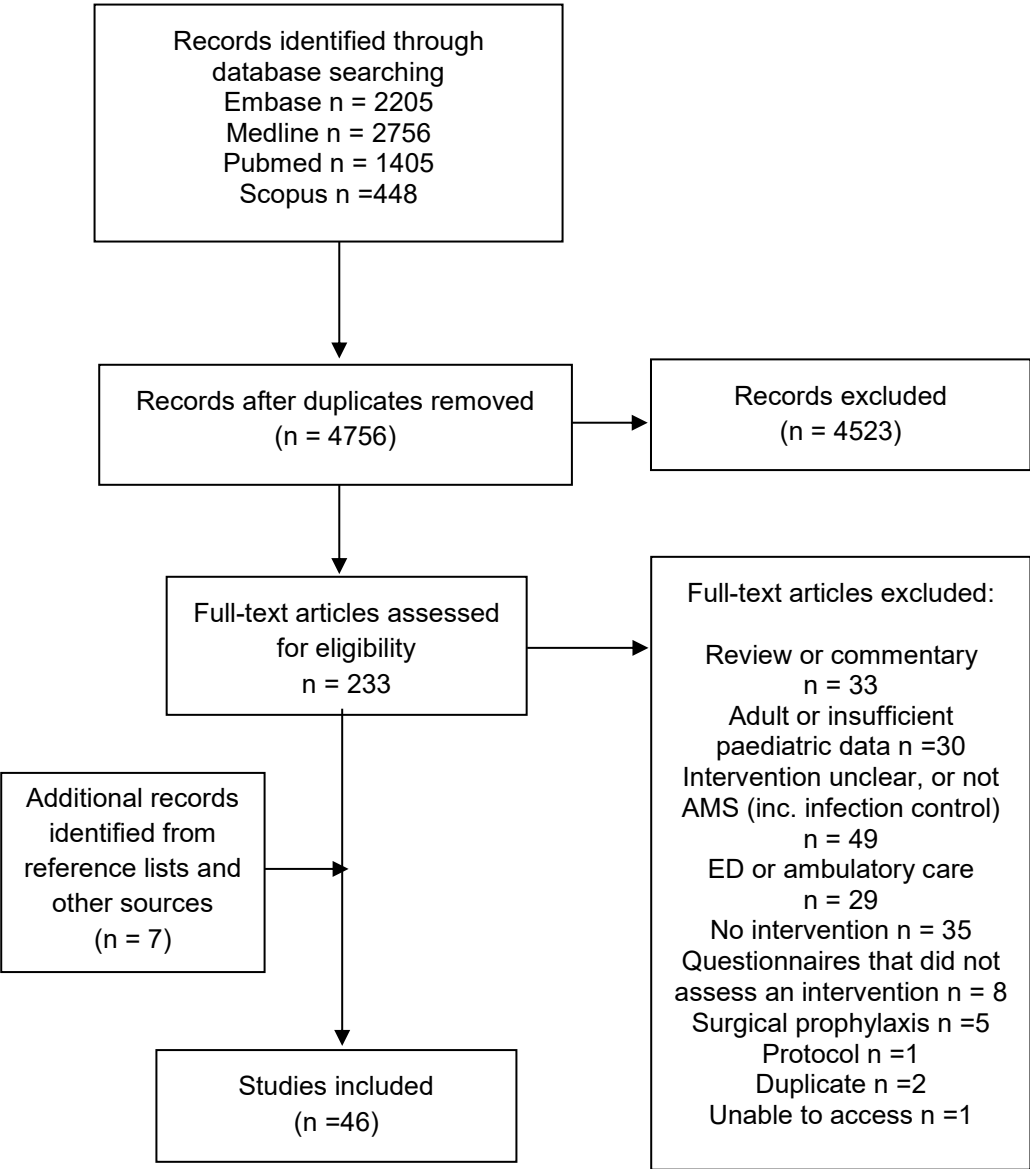 Records identified through
database searching
Embase n = 2205
Medline n = 2756
Pubmed n = 1405
Scopus n =448
Records after duplicates removed
(n = 4756)
Records excluded
(n = 4523)
Full-text articles assessed
for eligibility
n = 233
Full-text articles excluded:
Review or commentary
n = 33
Adult or insufficient
paediatric data n =30
Intervention unclear, or not
AMS (inc. infection control)
n = 49
ED or ambulatory care
n = 29
No intervention n = 35
Questionnaires that did not
assess an intervention n = 8
Surgical prophylaxis n =5
Protocol n =1
Duplicate n =2
Unable to access n =1
Additional records
identified from
reference lists and
other sources
(n = 7)
Studies included
(n =46)